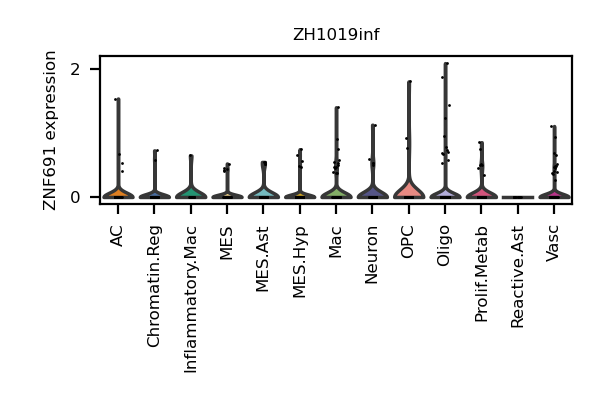 ZH1019inf
ZNF691 expression
2
0
AC
Chromatin.Reg
Inflammatory.Mac
MES
MES.Ast
MES.Hyp
Mac
Neuron
OPC
Oligo
Prolif.Metab
Reactive.Ast
Vasc